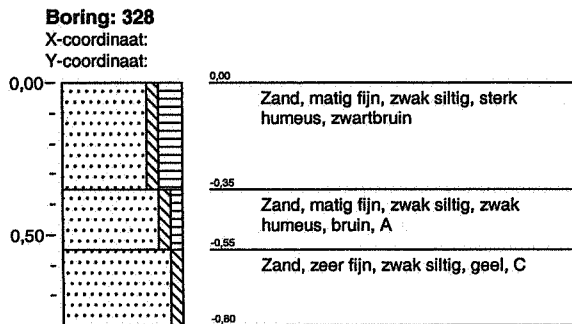 Boring: 328
X-coordinaat:
Y-coordinaat:
0,00
0,00
Zand, matig fijn, zwak siltig, sterk
humeus, zwartbruin
-0,35
Zand, matig fijn, zwak siltig, zwak
humeus, bruin, A
0,50
-0,55
Zand, zeer fijn, zwak siltig, geel, C
-0,80